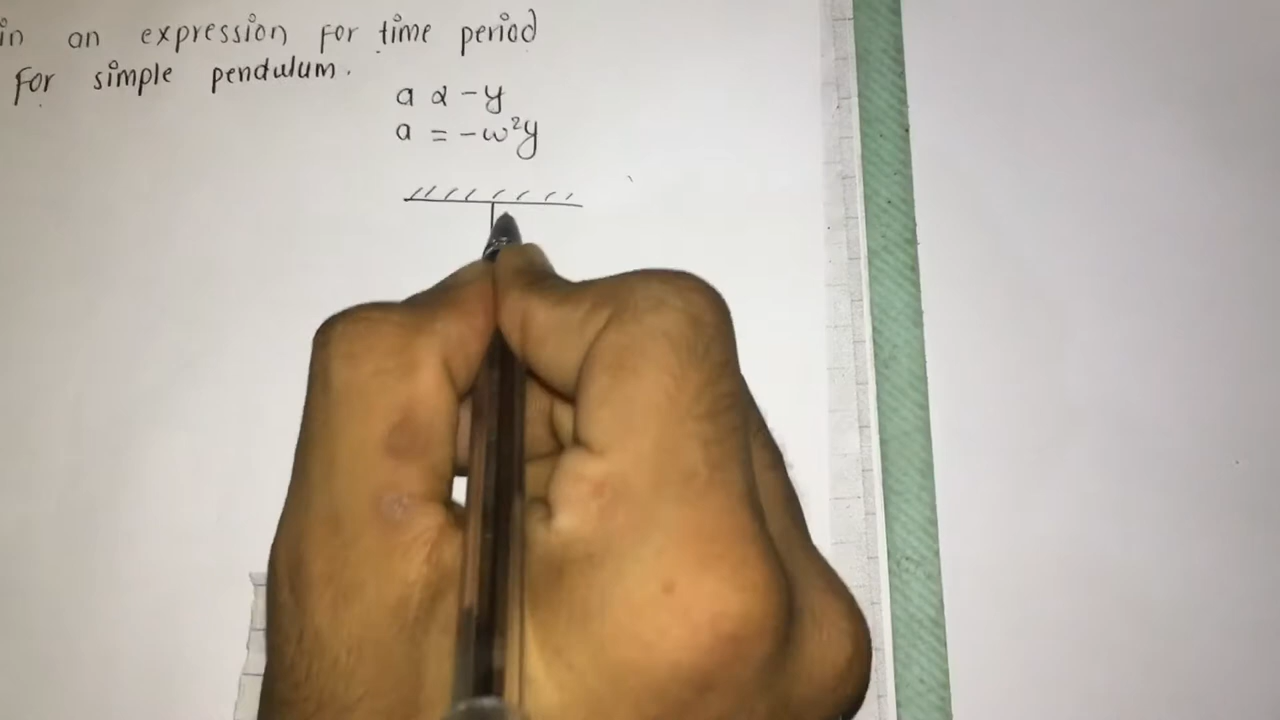 in an expression for time period
for simple pendulum.
a α -y
a = -ω²y